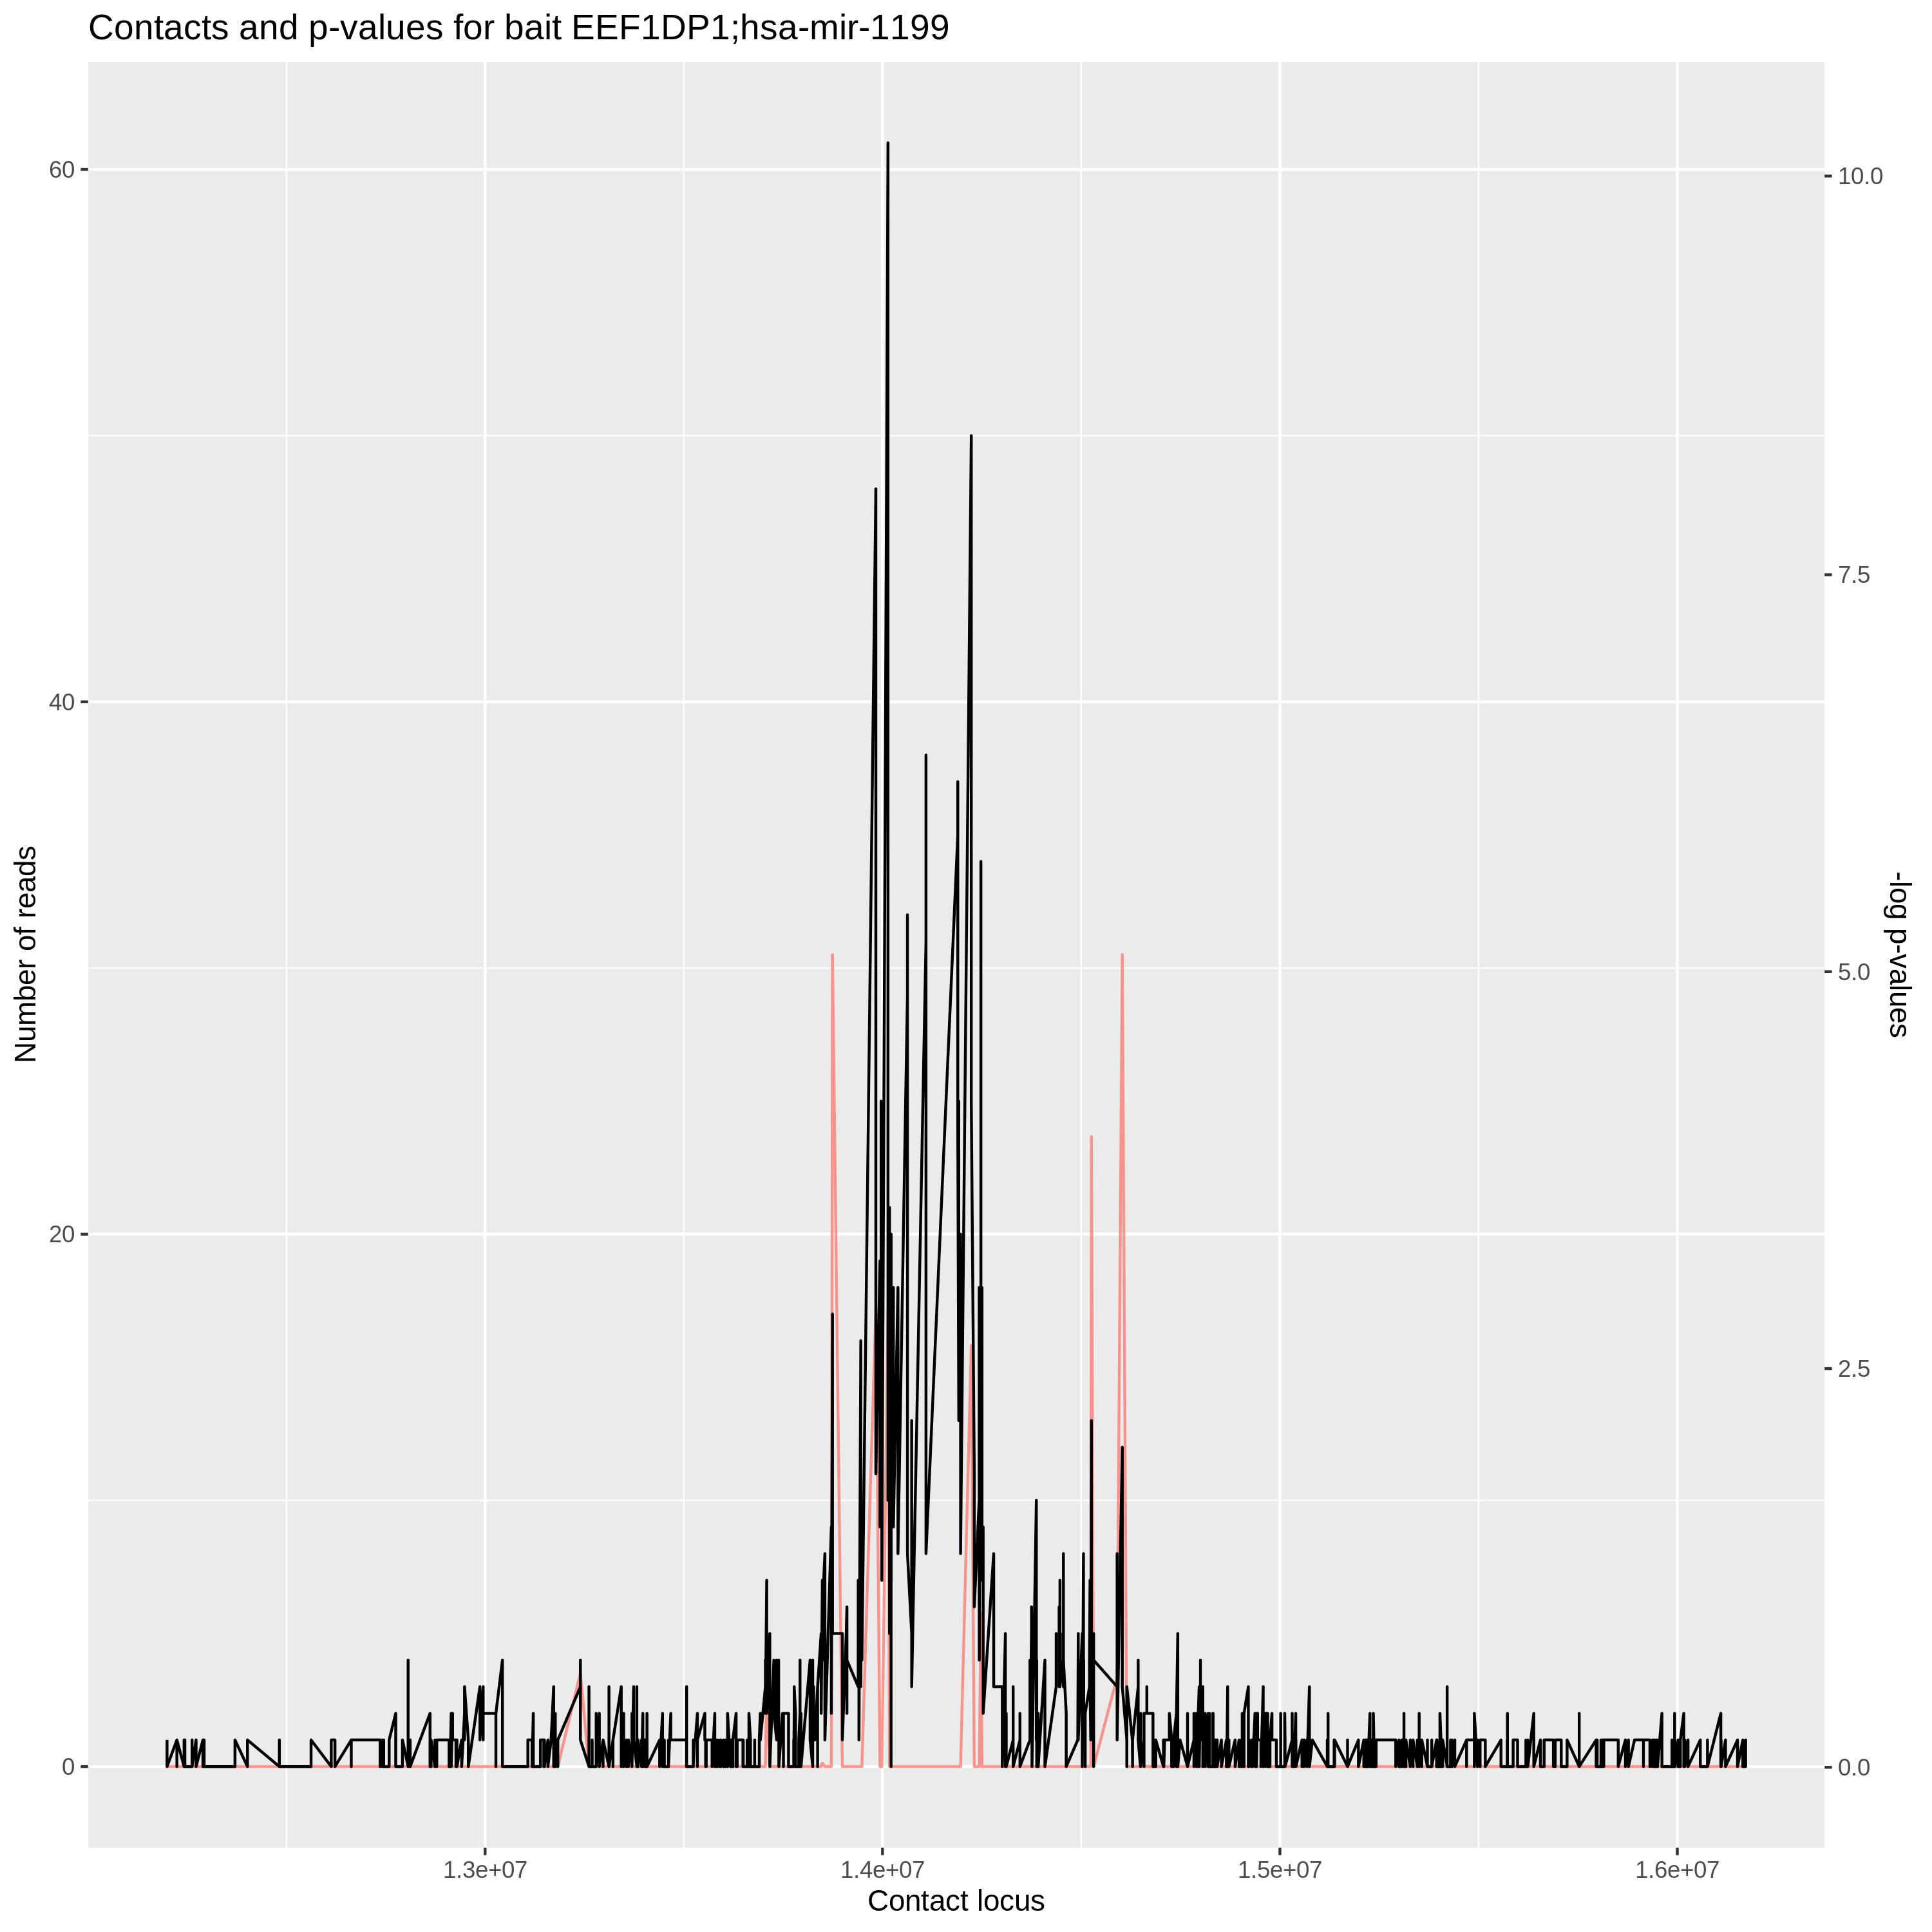 Contacts and p-values for bait EEF1DP1;hsa-mir-1199
60
40
20
0
Number of reads
10.0
7.5
5.0
2.5
0.0
-log p-values
1.3e+07
1.4e+07
1.5e+07
1.6e+07
Contact locus